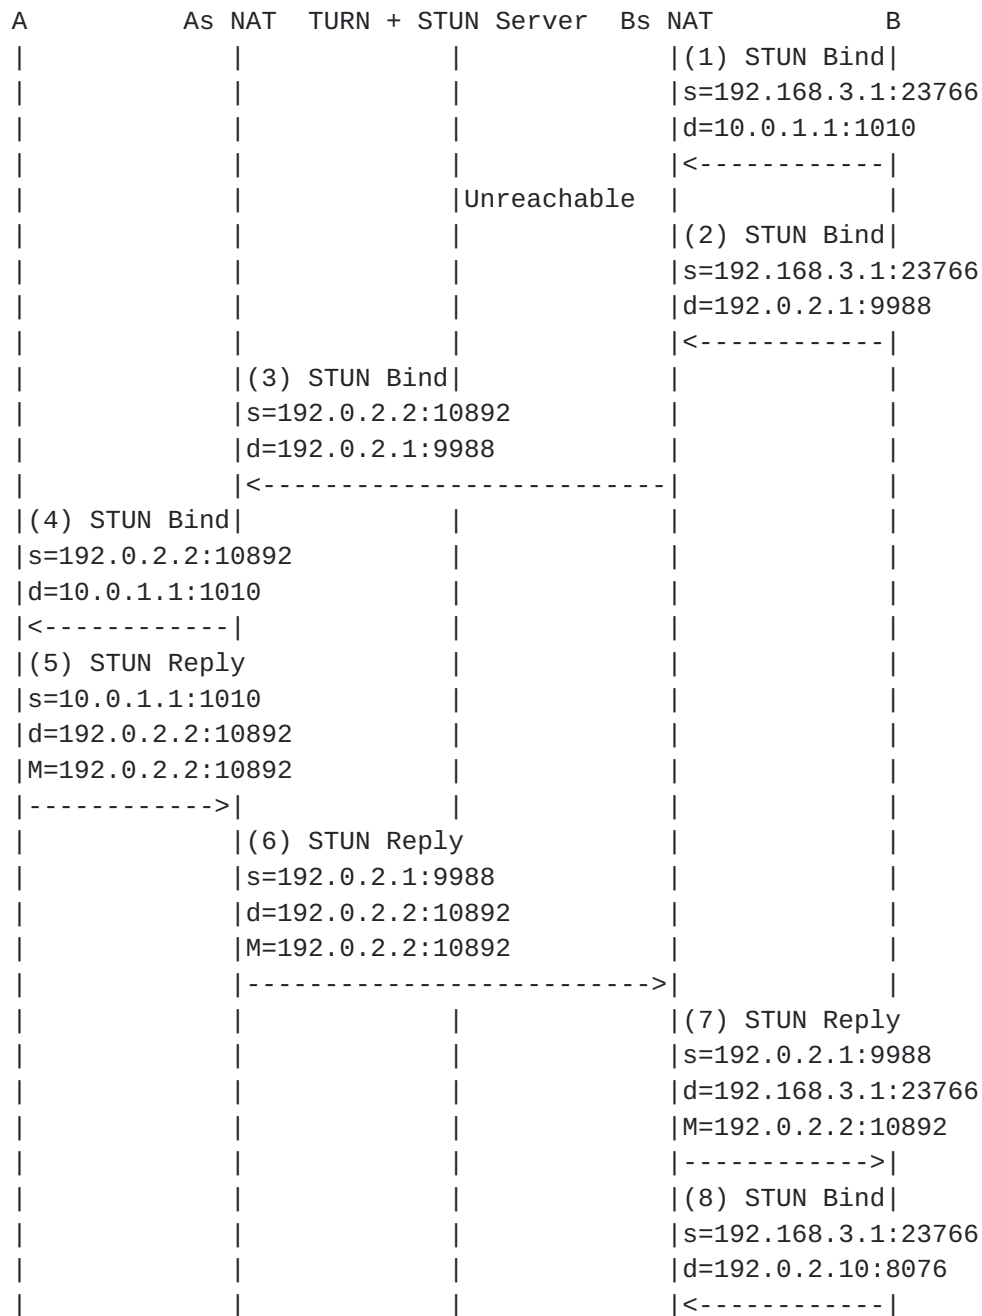 A          As NAT  TURN + STUN Server  Bs NAT           B
|             |             |             |(1) STUN Bind|
|             |             |             |s=192.168.3.1:23766
|             |             |             |d=10.0.1.1:1010
|             |             |             |<------------|
|             |             |Unreachable  |             |
|             |             |             |(2) STUN Bind|
|             |             |             |s=192.168.3.1:23766
|             |             |             |d=192.0.2.1:9988
|             |             |             |<------------|
|             |(3) STUN Bind|             |             |
|             |s=192.0.2.2:10892          |             |
|             |d=192.0.2.1:9988           |             |
|             |<--------------------------|             |
|(4) STUN Bind|             |             |             |
|s=192.0.2.2:10892          |             |             |
|d=10.0.1.1:1010            |             |             |
|<------------|             |             |             |
|(5) STUN Reply             |             |             |
|s=10.0.1.1:1010            |             |             |
|d=192.0.2.2:10892          |             |             |
|M=192.0.2.2:10892          |             |             |
|------------>|             |             |             |
|             |(6) STUN Reply             |             |
|             |s=192.0.2.1:9988           |             |
|             |d=192.0.2.2:10892          |             |
|             |M=192.0.2.2:10892          |             |
|             |-------------------------->|             |
|             |             |             |(7) STUN Reply
|             |             |             |s=192.0.2.1:9988
|             |             |             |d=192.168.3.1:23766
|             |             |             |M=192.0.2.2:10892
|             |             |             |------------>|
|             |             |             |(8) STUN Bind|
|             |             |             |s=192.168.3.1:23766
|             |             |             |d=192.0.2.10:8076
|             |             |             |<------------|